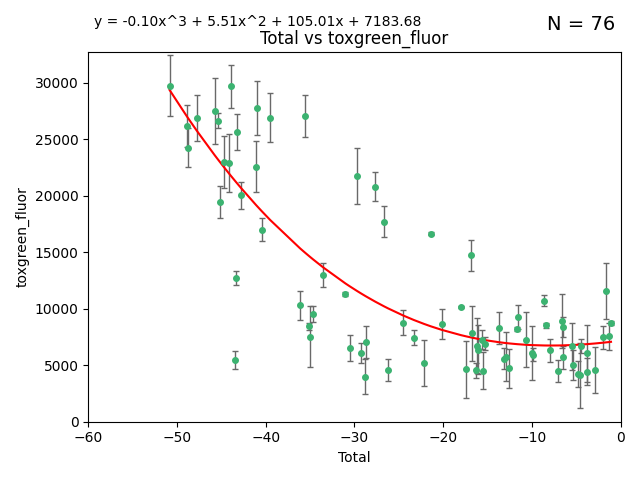 y = -0.10x^3 + 5.51x^2 + 105.01x + 7183.68
N = 76
Total vs toxgreen_fluor
30000
25000
20000
15000
10000
5000
0
toxgreen_fluor
−60 −50 −40 −30 −20 −10 0
Total